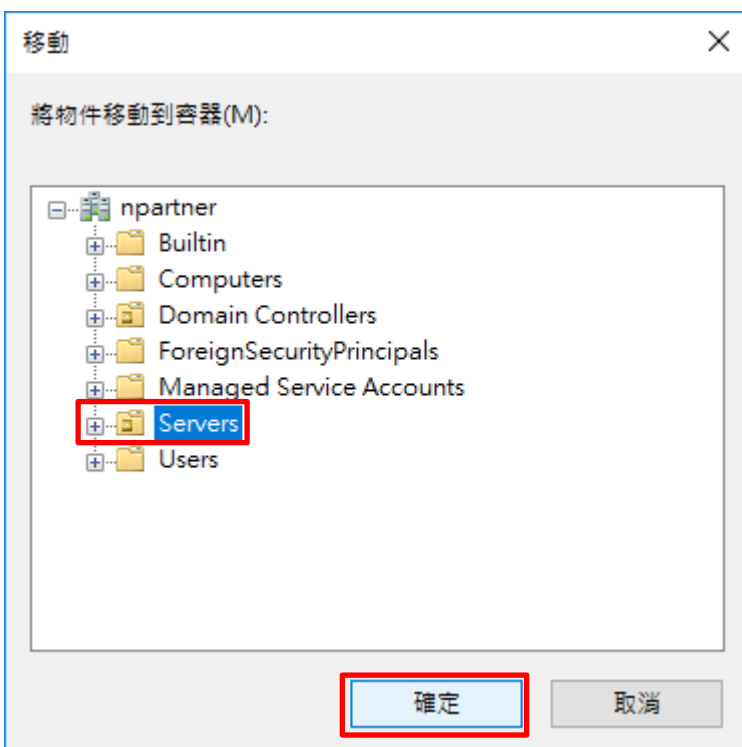 移動
將物件移動到容器(M):
npartner
Builtin
Computers
Domain Controllers
ForeignSecurityPrincipals
Managed Service Accounts
Servers
Users
確定 取消